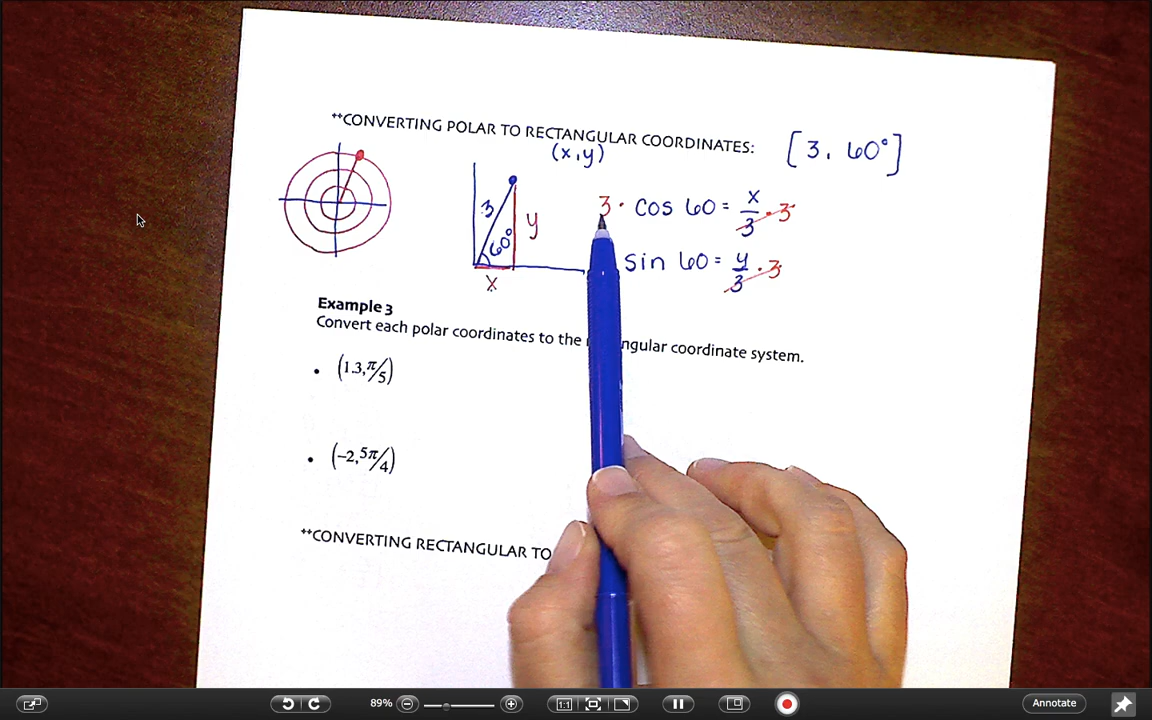 **CONVERTING POLAR TO RECTANGULAR COORDINATES: [3, 60°]
(x,y)
3 y 60° x
3 · cos 60 = x/3 · 3
sin 60 = y/3 · 3
Example 3
Convert each polar coordinates to the ngular coordinate system.
• (1.3, π/5)
• (−2, 5π/4)
**CONVERTING RECTANGULAR TO
89%
1:1
Annotate